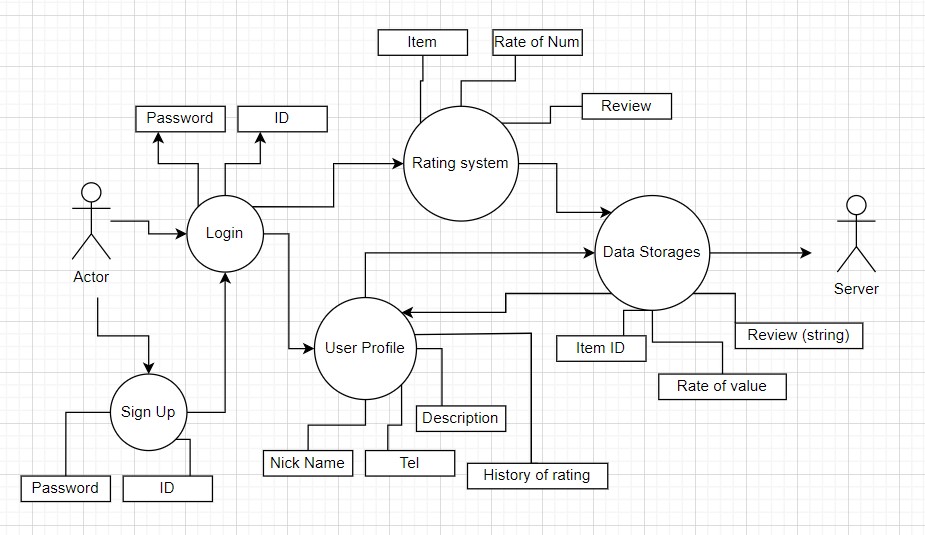 Item
Rate of Num
Review
Password
ID
Rating system
Login
Data Storages
Actor
Server
User Profile
Review (string)
Item ID
Rate of value
Sign Up
Description
Nick Name
Tel
History of rating
Password
ID